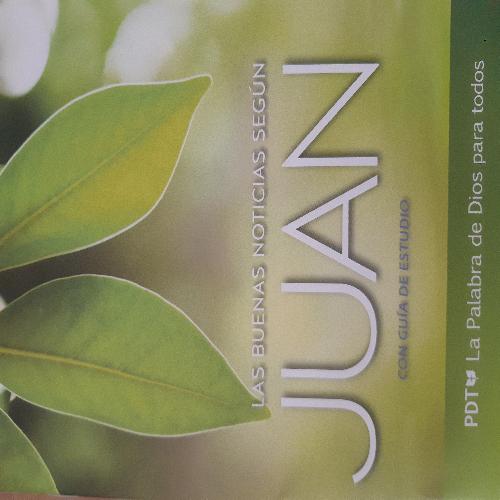 LAS BUENAS NOTICIAS SEGÚN
JUAN
CON GUÍA DE ESTUDIO
PDT La Palabra de Dios para todos